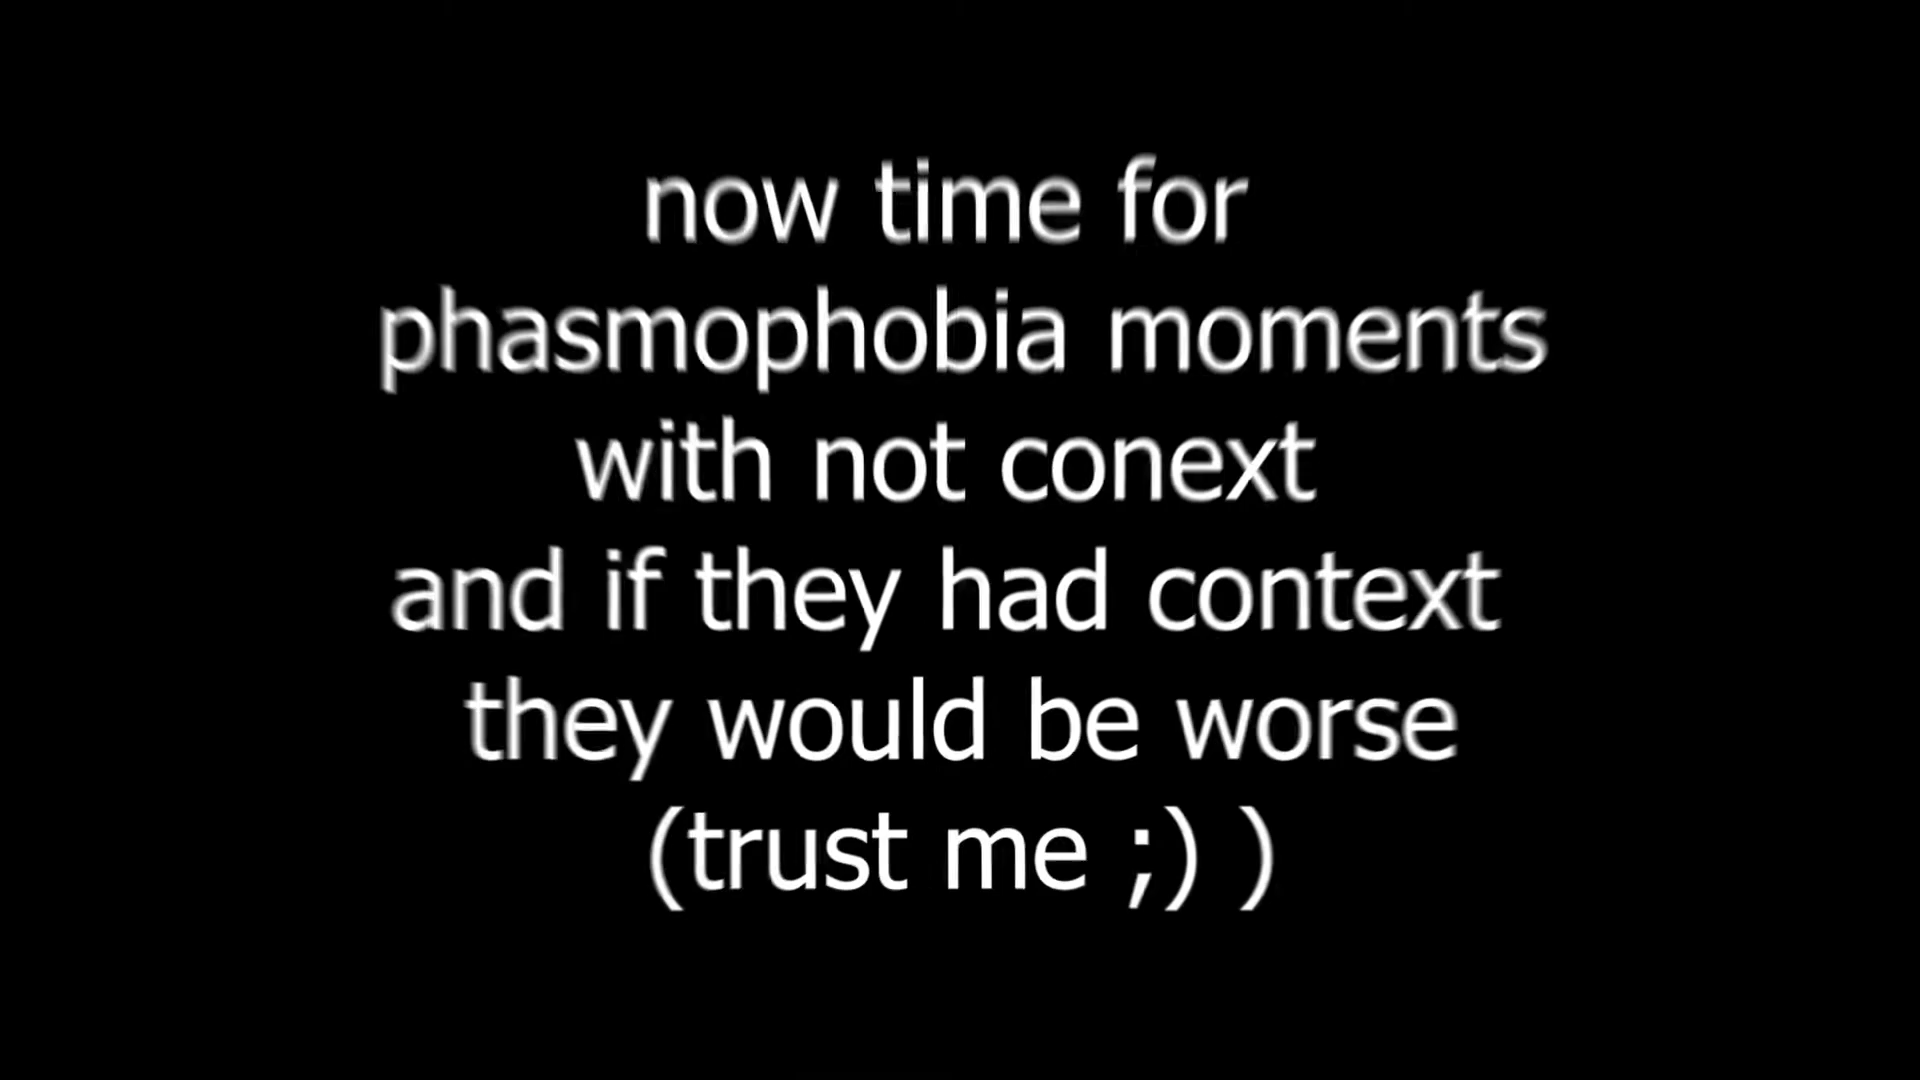 now time for
phasmophobia moments
with not conext
and if they had context
they would be worse
(trust me ;) )